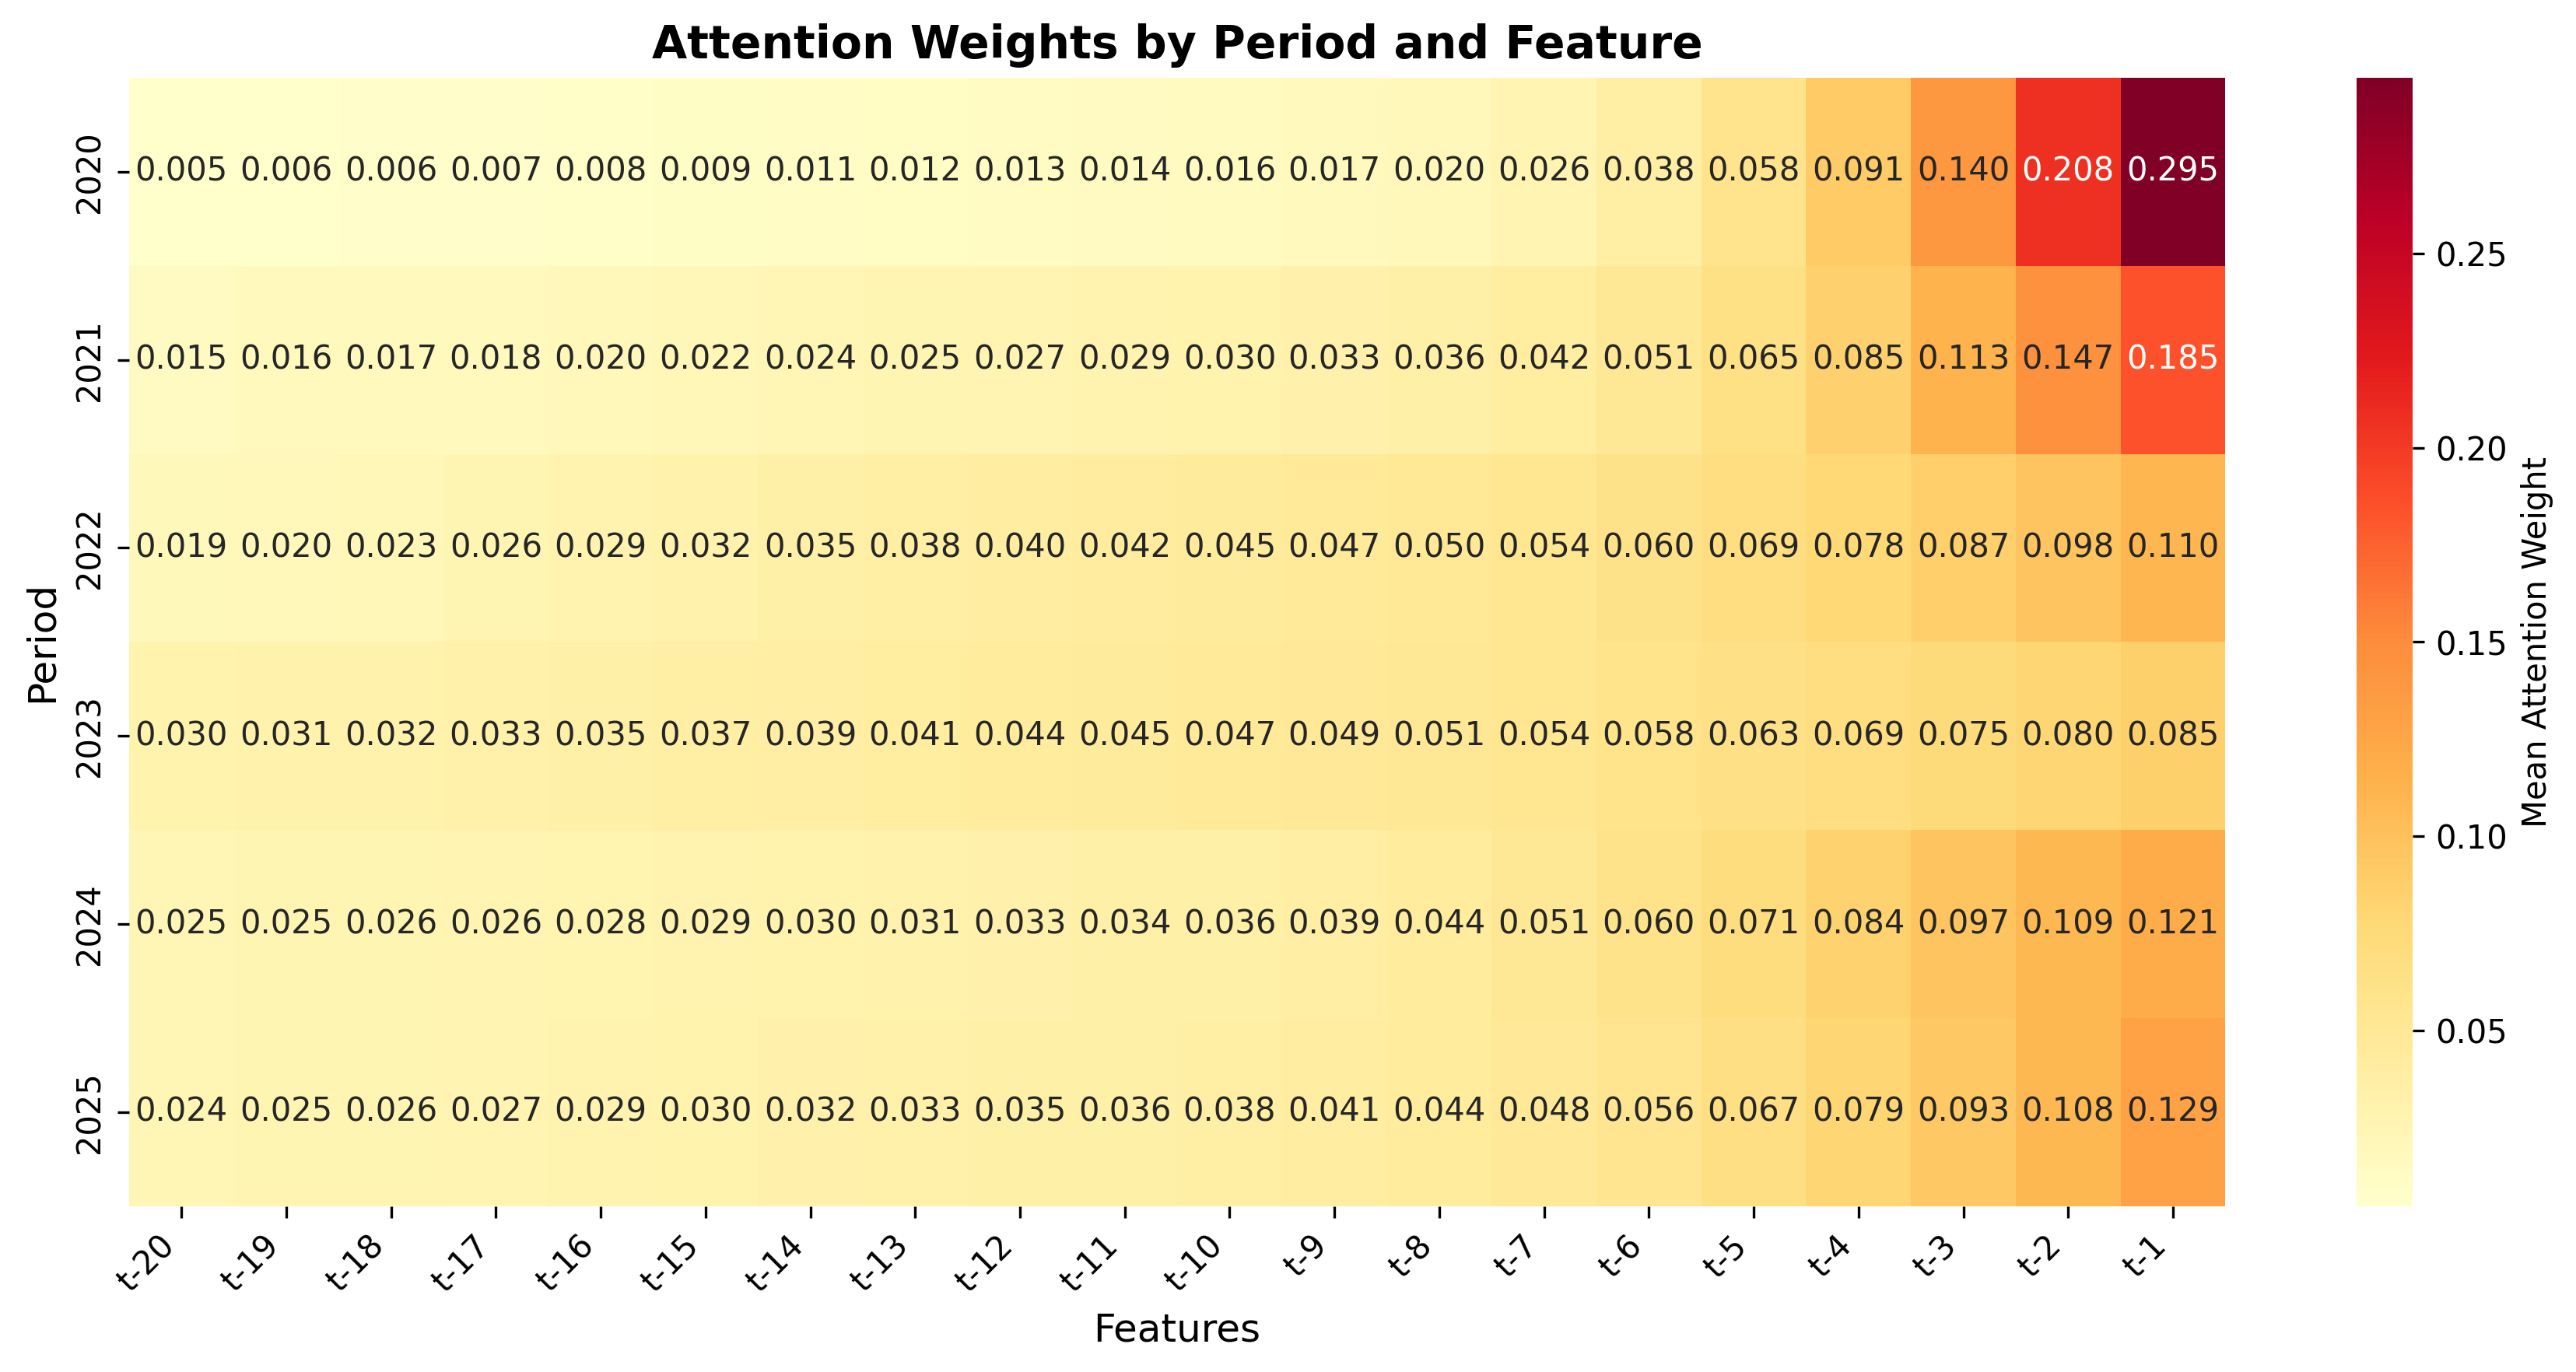 Attention Weights by Period and Feature
2020 0.005 0.006 0.006 0.007 0.008 0.009 0.011 0.012 0.013 0.014 0.016 0.017 0.020 0.026 0.038 0.058 0.091 0.140 0.208 0.295
2021 0.015 0.016 0.017 0.018 0.020 0.022 0.024 0.025 0.027 0.029 0.030 0.033 0.036 0.042 0.051 0.065 0.085 0.113 0.147 0.185
2022 0.019 0.020 0.023 0.026 0.029 0.032 0.035 0.038 0.040 0.042 0.045 0.047 0.050 0.054 0.060 0.069 0.078 0.087 0.098 0.110
2023 0.030 0.031 0.032 0.033 0.035 0.037 0.039 0.041 0.044 0.045 0.047 0.049 0.051 0.054 0.058 0.063 0.069 0.075 0.080 0.085
2024 0.025 0.025 0.026 0.026 0.028 0.029 0.030 0.031 0.033 0.034 0.036 0.039 0.044 0.051 0.060 0.071 0.084 0.097 0.109 0.121
2025 0.024 0.025 0.026 0.027 0.029 0.030 0.032 0.033 0.035 0.036 0.038 0.041 0.044 0.048 0.056 0.067 0.079 0.093 0.108 0.129
Period
t-20 t-19 t-18 t-17 t-16 t-15 t-14 t-13 t-12 t-11 t-10 t-9 t-8 t-7 t-6 t-5 t-4 t-3 t-2 t-1
Features
0.25
0.20
0.15
0.10
0.05
Mean Attention Weight